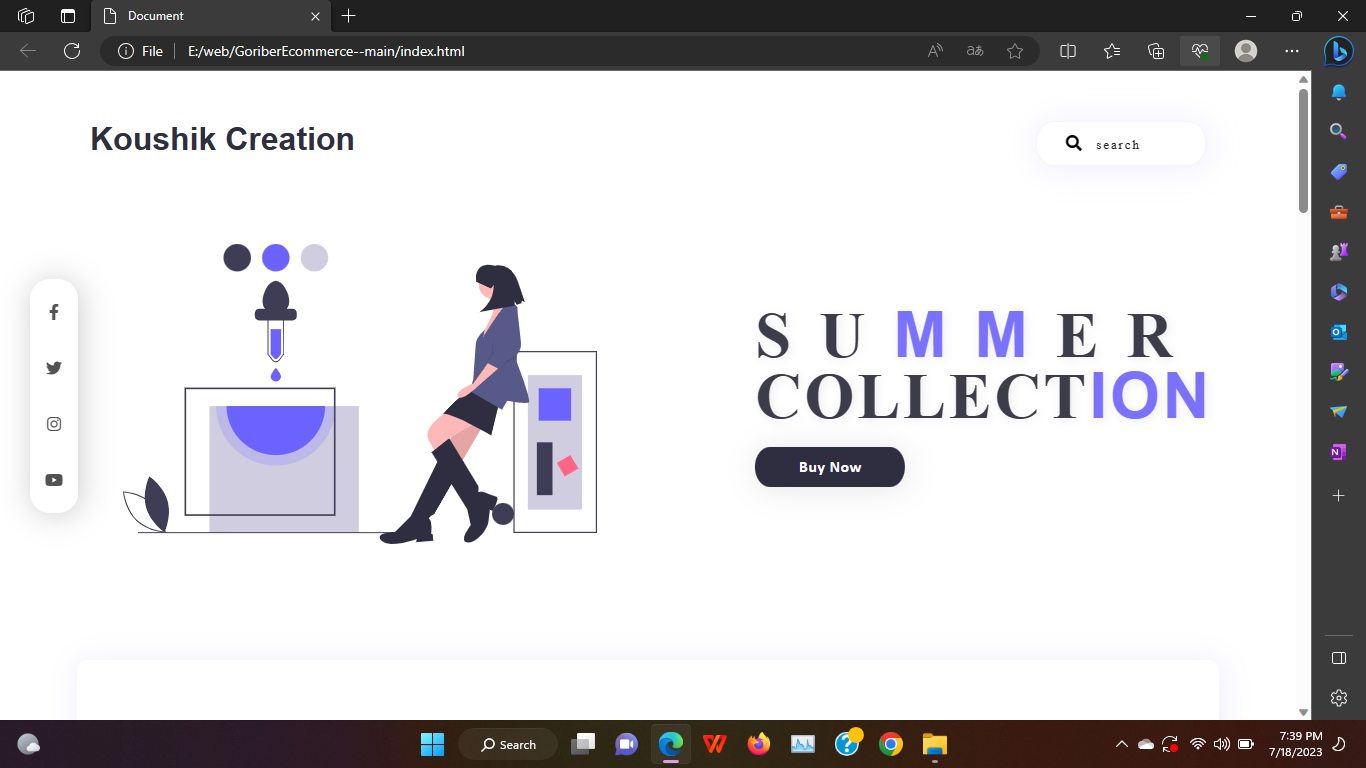 Document
File
E:/web/GoriberEcommerce--main/index.html
Koushik Creation
search
SUMMER
COLLECTION
Buy Now
Search
7:39 PM
7/18/2023